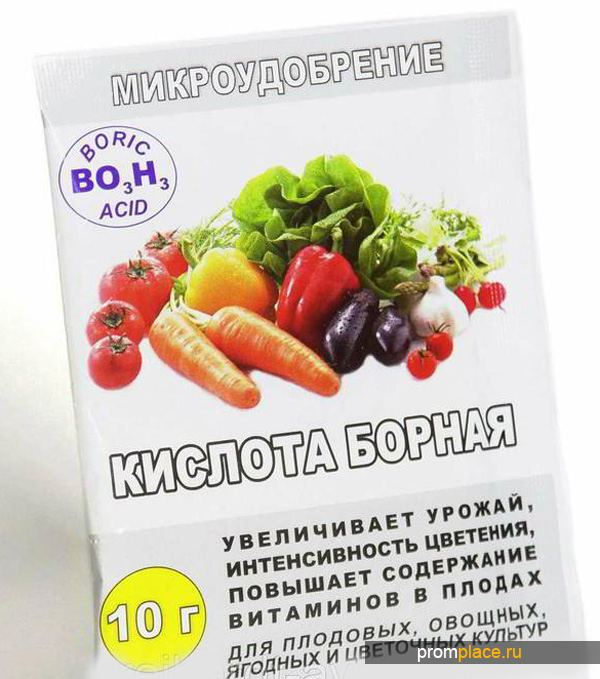 МИКРОУДОБРЕНИЕ
BORIC
BO₃H₃
ACID
КИСЛОТА БОРНАЯ
УВЕЛИЧИВАЕТ УРОЖАЙ,
ИНТЕНСИВНОСТЬ ЦВЕТЕНИЯ,
ПОВЫШАЕТ СОДЕРЖАНИЕ
ВИТАМИНОВ В ПЛОДАХ
10 г
ДЛЯ ПЛОДОВЫХ, ОВОЩНЫХ,
ЯГОДНЫХ И ЦВЕТОЧНЫХ КУЛЬТУР
promplace.ru